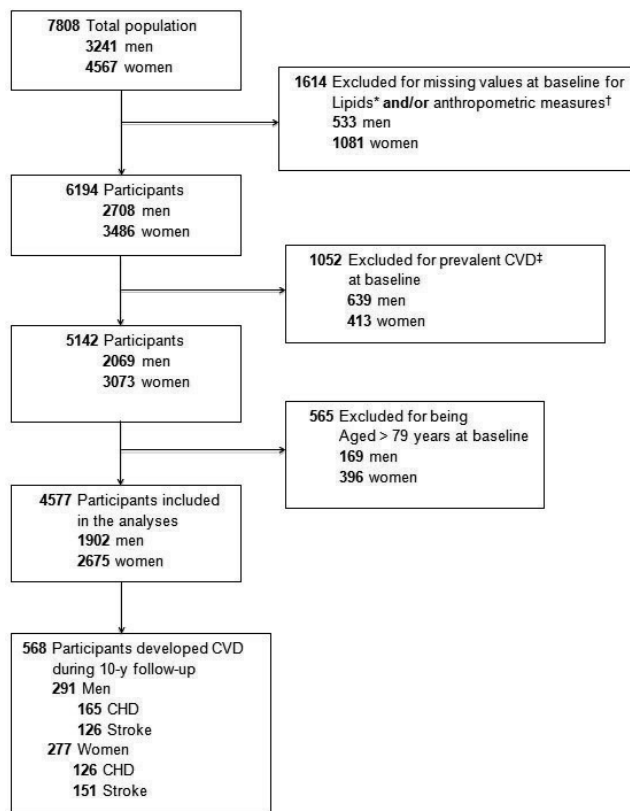 7808 Total population
3241 men
4567 women
1614 Excluded for missing values at baseline for
Lipids* and/or anthropometric measures†
533 men
1081 women
6194 Participants
2708 men
3486 women
1052 Excluded for prevalent CVD‡
at baseline
639 men
413 women
5142 Participants
2069 men
3073 women
565 Excluded for being
Aged > 79 years at baseline
169 men
396 women
4577 Participants included
in the analyses
1902 men
2675 women
568 Participants developed CVD
during 10-y follow-up
291 Men
165 CHD
126 Stroke
277 Women
126 CHD
151 Stroke